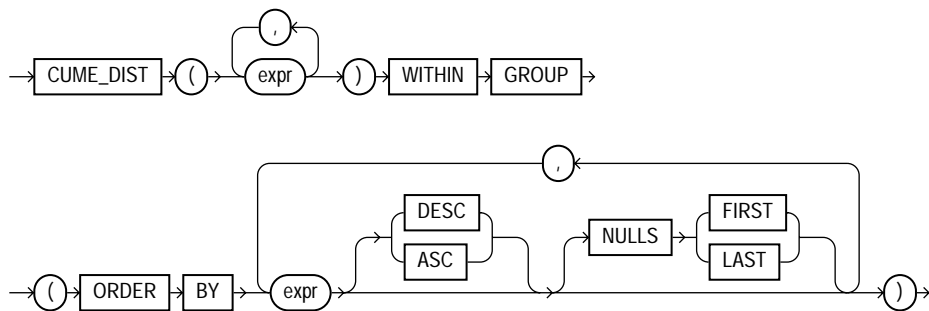 ,
CUME_DIST ( expr ) WITHIN GROUP
,
DESC FIRST
NULLS
ASC LAST
( ORDER BY expr )